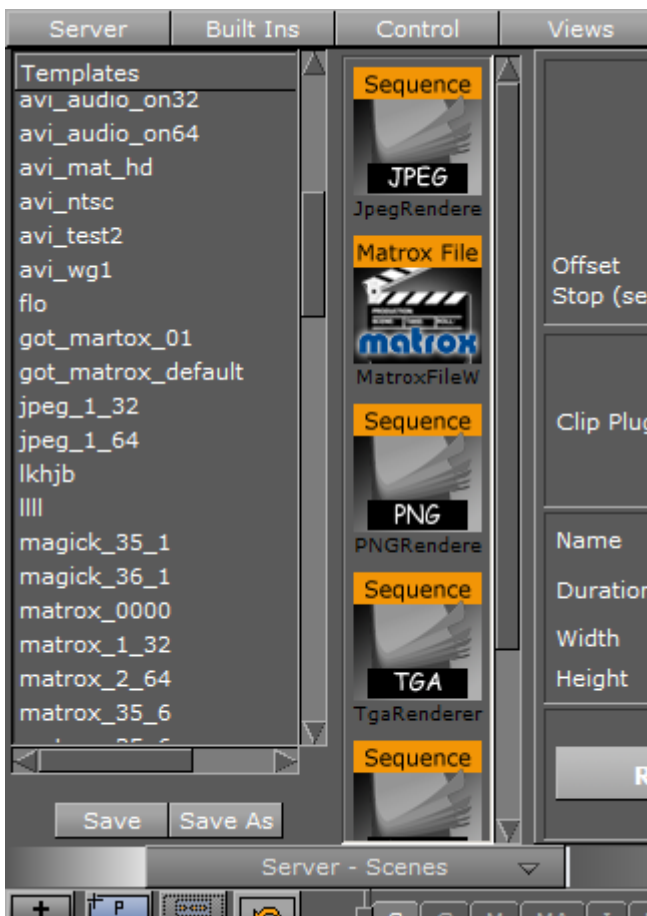 Server
Built Ins
Control
Views
Templates
avi_audio_on32
avi_audio_on64
avi_mat_hd
avi_ntsc
avi_test2
avi_wg1
flo
got_martox_01
got_matrox_default
jpeg_1_32
jpeg_1_64
lkhjb
llll
magick_35_1
magick_36_1
matrox_0000
matrox_1_32
matrox_2_64
matrox_35_6
Save
Save As
Sequence
JPEG
JpegRendere
Matrox File
matrox
MatroxFileW
Sequence
PNG
PNGRendere
Sequence
TGA
TgaRenderer
Sequence
Offset
Stop (se
Clip Plug
Name
Duration
Width
Height
R
Server - Scenes
P